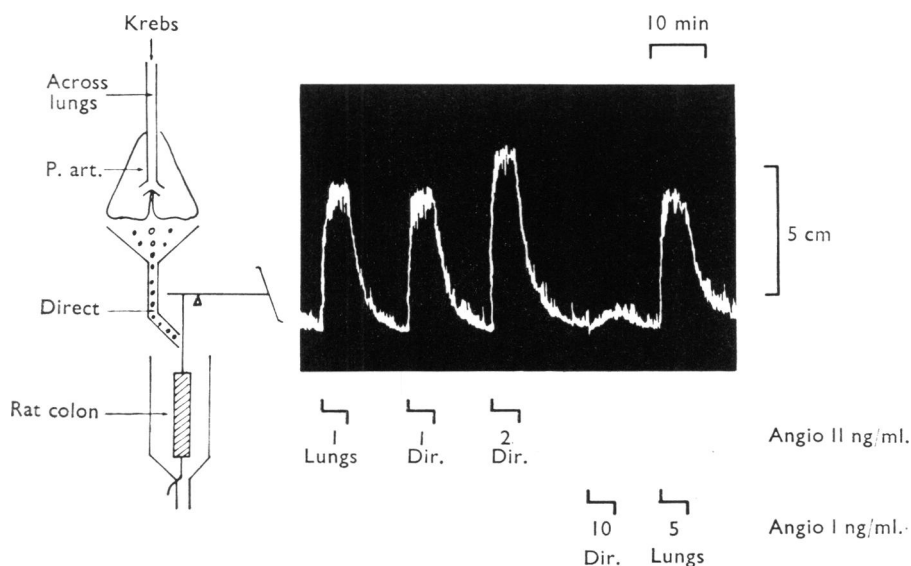 Krebs
10 min
Across
lungs
P. art.
5 cm
Direct
Rat colon
1 1 2 Angio II ng/ml.
Lungs Dir. Dir.
10 5 Angio I ng/ml.
Dir. Lungs